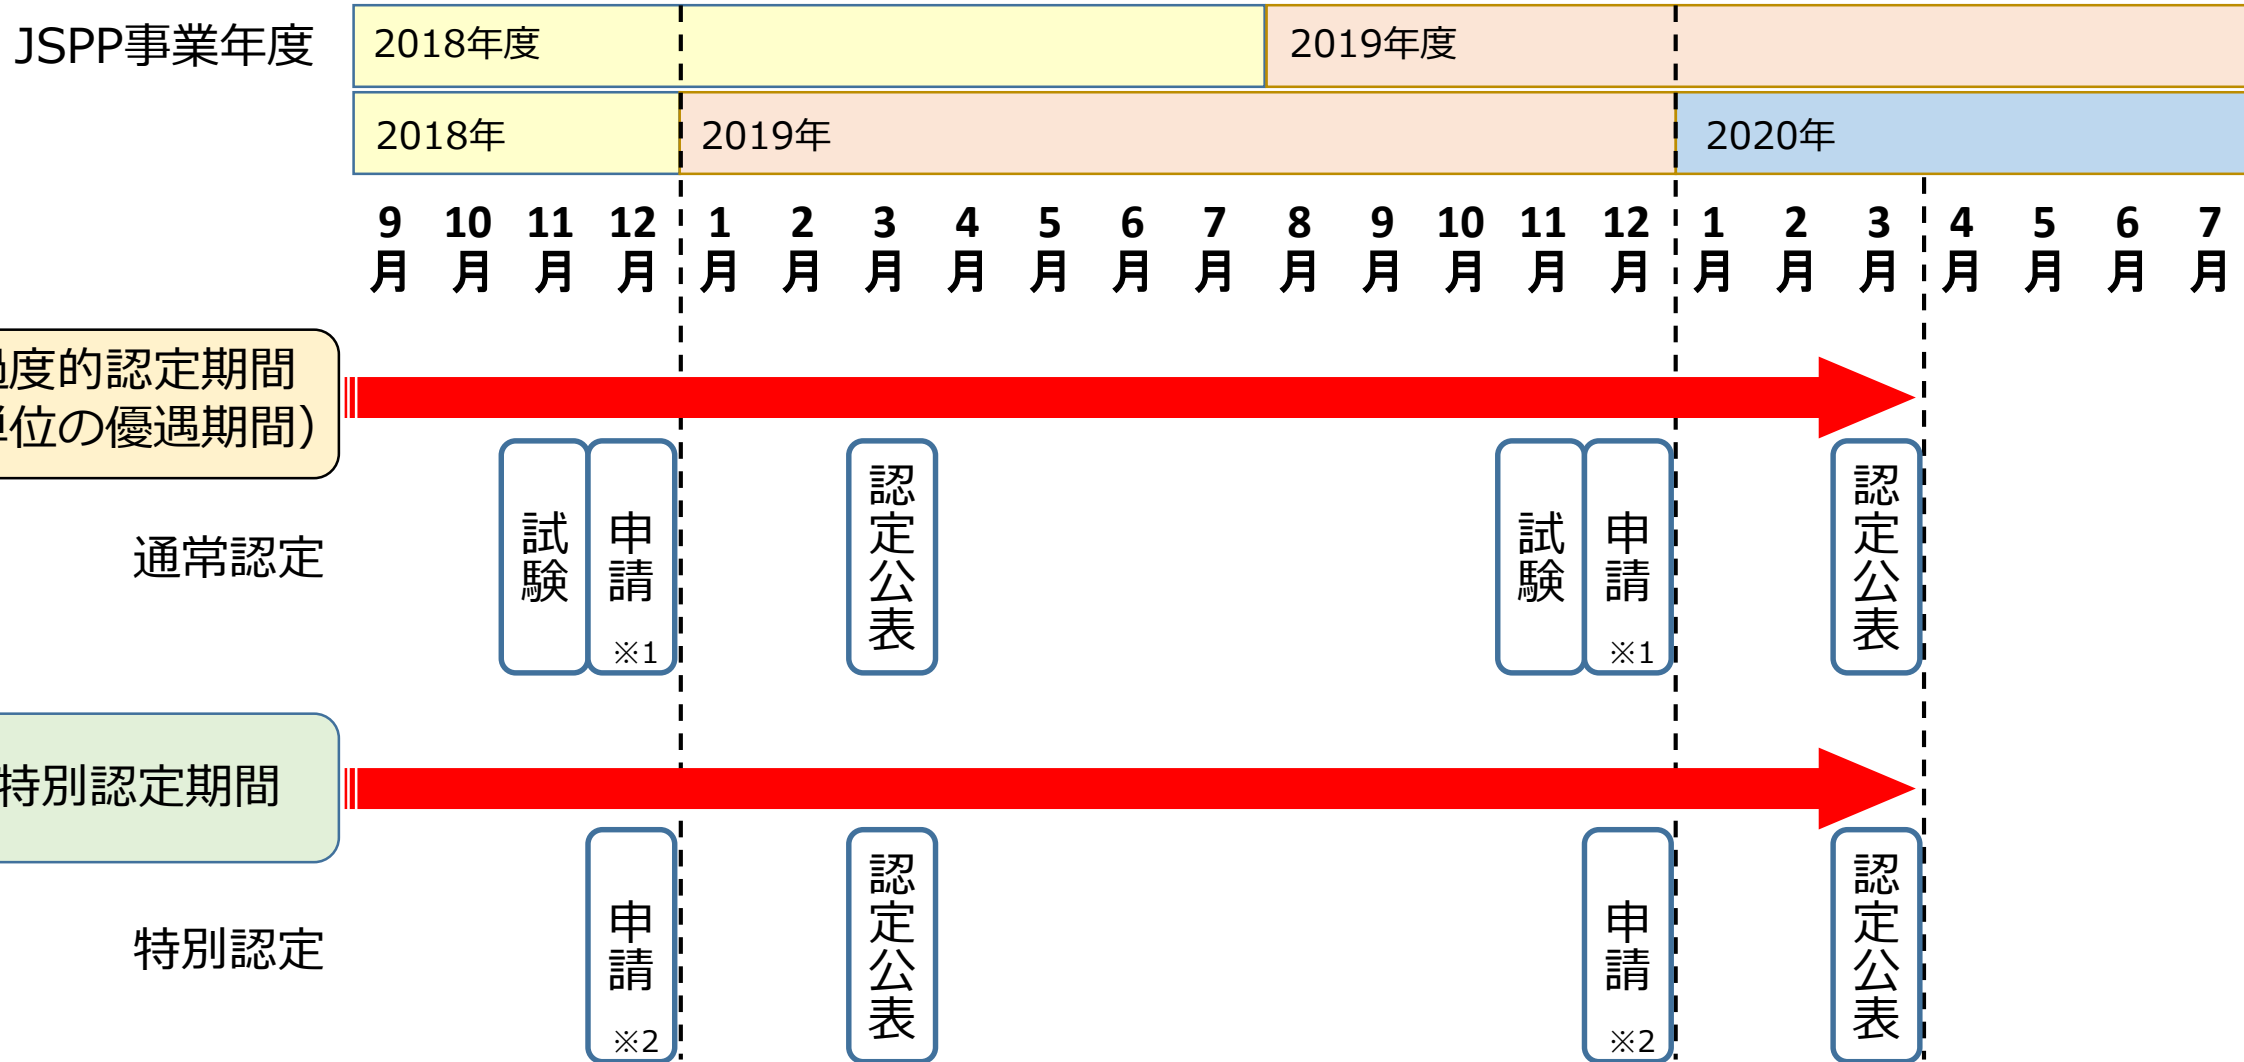 JSPP事業年度
2018年度
2019年度
2018年
2019年
2020年
9月 10月 11月 12月 1月 2月 3月 4月 5月 6月 7月 8月 9月 10月 11月 12月 1月 2月 3月 4月 5月 6月 7月
度的認定期間
位の優遇期間）
通常認定
試験
申請
※1
認定公表
試験
申請
※1
認定公表
特別認定期間
特別認定
申請
※2
認定公表
申請
※2
認定公表